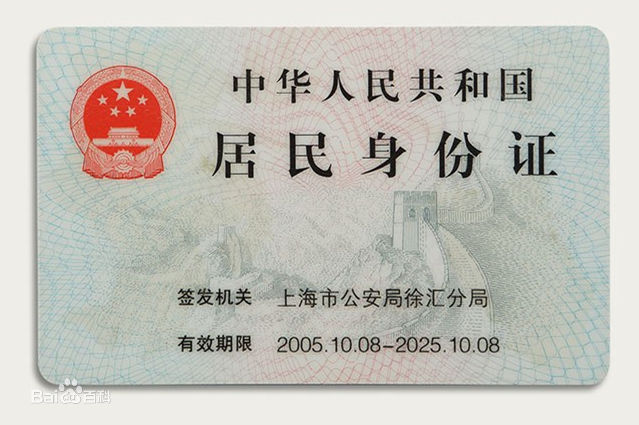 中华人民共和国
居民身份证
签发机关 上海市公安局徐汇分局
有效期限 2005.10.08-2025.10.08
Bai百科